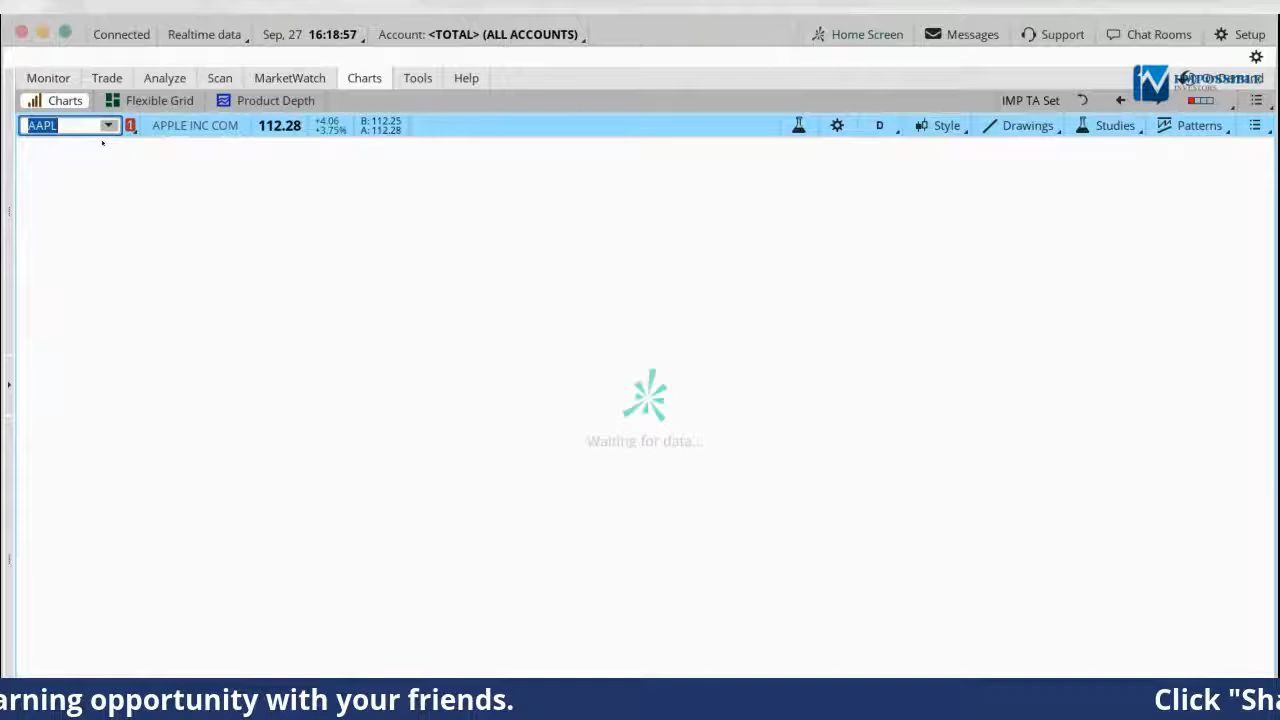 Connected Realtime data Sep, 27 16:18:57 Account: <TOTAL> (ALL ACCOUNTS) Home Screen Messages Support Chat Rooms Setup
Monitor Trade Analyze Scan MarketWatch Charts Tools Help
IMPOSSIBLE
INVESTORS
Charts Flexible Grid Product Depth IMP TA Set
AAPL 1 APPLE INC COM 112.28 +4.06 +3.75% B: 112.25 A: 112.28 D Style Drawings Studies Patterns
Waiting for data...
arning opportunity with your friends. Click "Sha